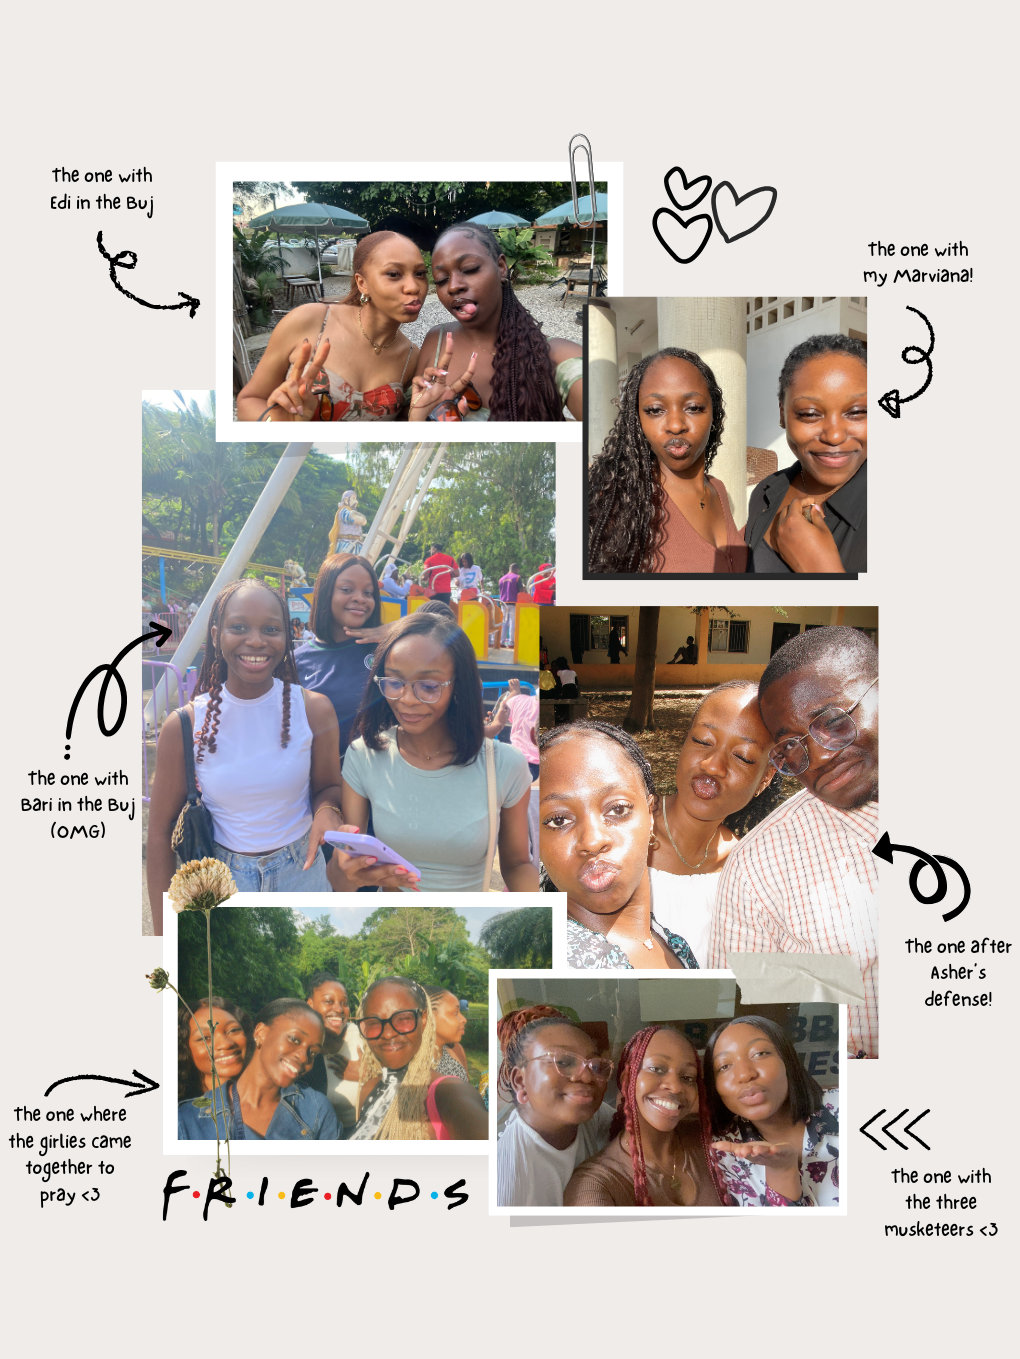 The one with
Edi in the Buj
The one with
my Marviana!
The one with
Bari in the Buj
(OMG)
The one after
Asher's
defense!
The one where
the girlies came
together to
pray <3
F•R•I•E•N•D•S
The one with
the three
musketeers <3